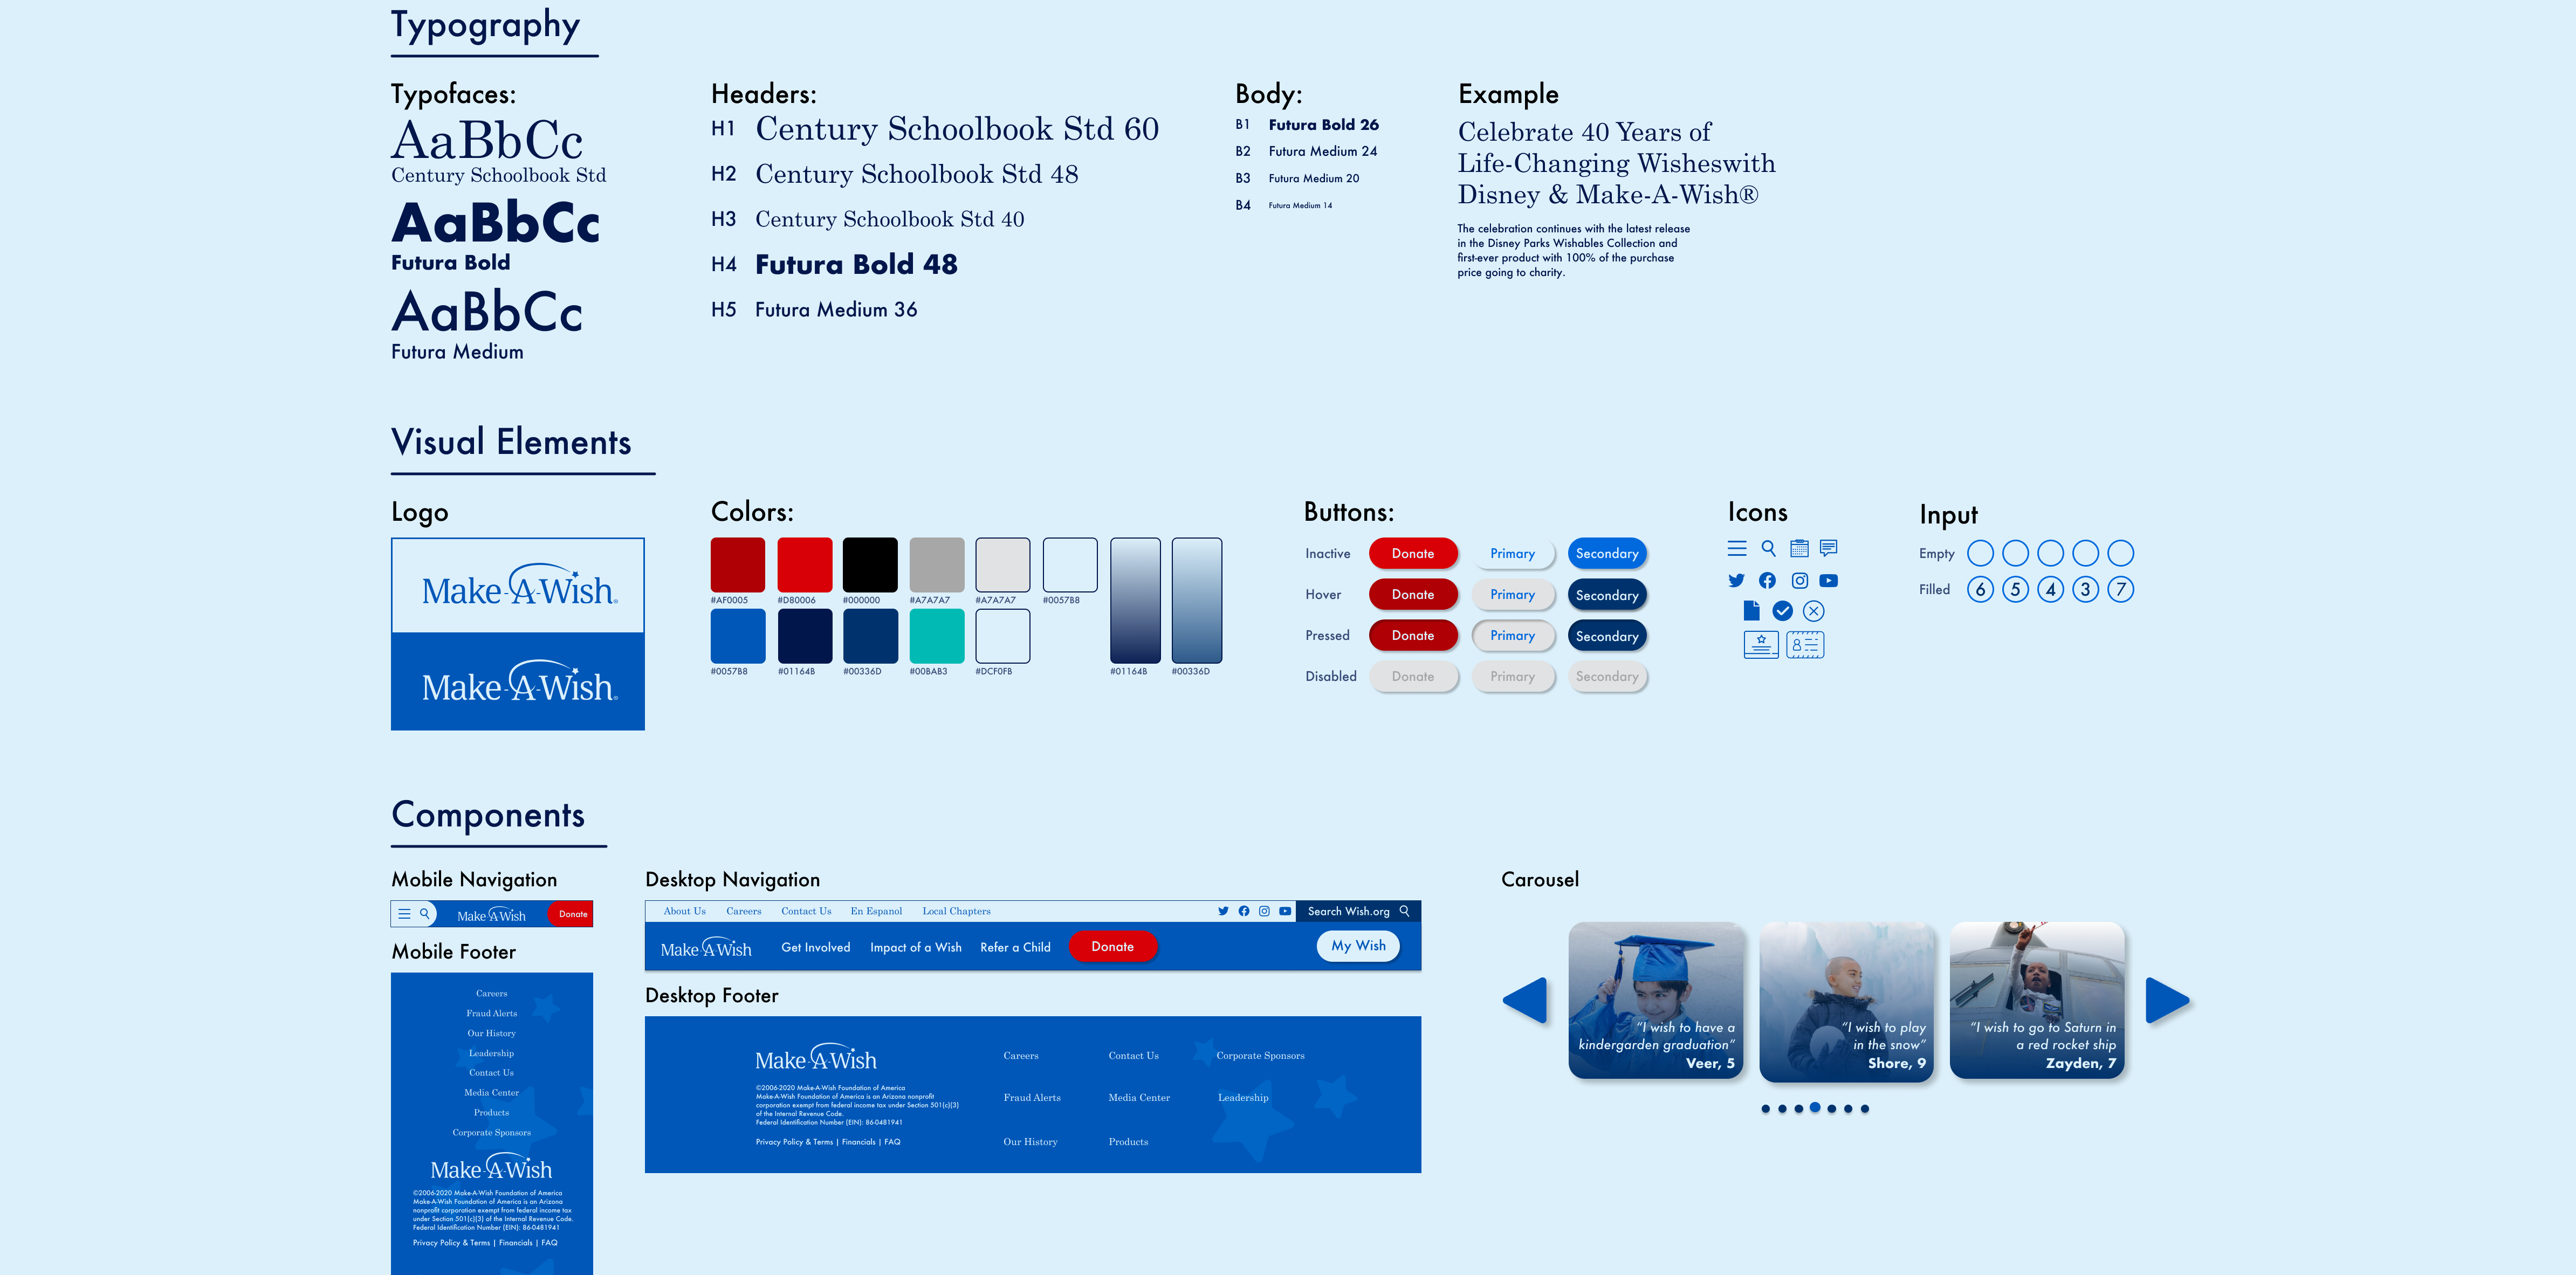 Typography
Typofaces:
AaBbCc
Century Schoolbook Std
AaBbCc
Futura Bold
AaBbCc
Futura Medium
Headers:
H1 Century Schoolbook Std 60
H2 Century Schoolbook Std 48
H3 Century Schoolbook Std 40
H4 Futura Bold 48
H5 Futura Medium 36
Body:
B1 Futura Bold 26
B2 Futura Medium 24
B3 Futura Medium 20
B4 Futura Medium 14
Example
Celebrate 40 Years of
Life-Changing Wisheswith
Disney & Make-A-Wish®
The celebration continues with the latest release
in the Disney Parks Wishables Collection and
first-ever product with 100% of the purchase
price going to charity.
Visual Elements
Logo
Make-A-Wish®
Make-A-Wish®
Colors:
#AF0005 #D80006 #000000 #A7A7A7 #A7A7A7 #0057B8
#0057B8 #01164B #00336D #00BAB3 #DCF0FB #01164B #00336D
Buttons:
Inactive Donate Primary Secondary
Hover Donate Primary Secondary
Pressed Donate Primary Secondary
Disabled Donate Primary Secondary
Icons
Input
Empty
Filled 6 5 4 3 7
Components
Mobile Navigation
Make-A-Wish Donate
Mobile Footer
Careers
Fraud Alerts
Our History
Leadership
Contact Us
Media Center
Products
Corporate Sponsors
Make-A-Wish
©2006-2020 Make-A-Wish Foundation of America
Make-A-Wish Foundation of America is an Arizona
nonprofit corporation exempt from federal income tax
under Section 501(c)(3) of the Internal Revenue Code.
Federal Identification Number (EIN): 86-0481941
Privacy Policy & Terms | Financials | FAQ
Desktop Navigation
About Us Careers Contact Us En Espanol Local Chapters Search Wish.org
Make-A-Wish Get Involved Impact of a Wish Refer a Child Donate My Wish
Desktop Footer
Make-A-Wish
©2006-2020 Make-A-Wish Foundation of America
Make-A-Wish Foundation of America is an Arizona nonprofit
corporation exempt from federal income tax under Section 501(c)(3)
of the Internal Revenue Code.
Federal Identification Number (EIN): 86-0481941
Privacy Policy & Terms | Financials | FAQ
Careers Contact Us Corporate Sponsors
Fraud Alerts Media Center Leadership
Our History Products
Carousel
“I wish to have a
kindergarden graduation”
Veer, 5
“I wish to play
in the snow”
Shore, 9
“I wish to go to Saturn in
a red rocket ship
Zayden, 7